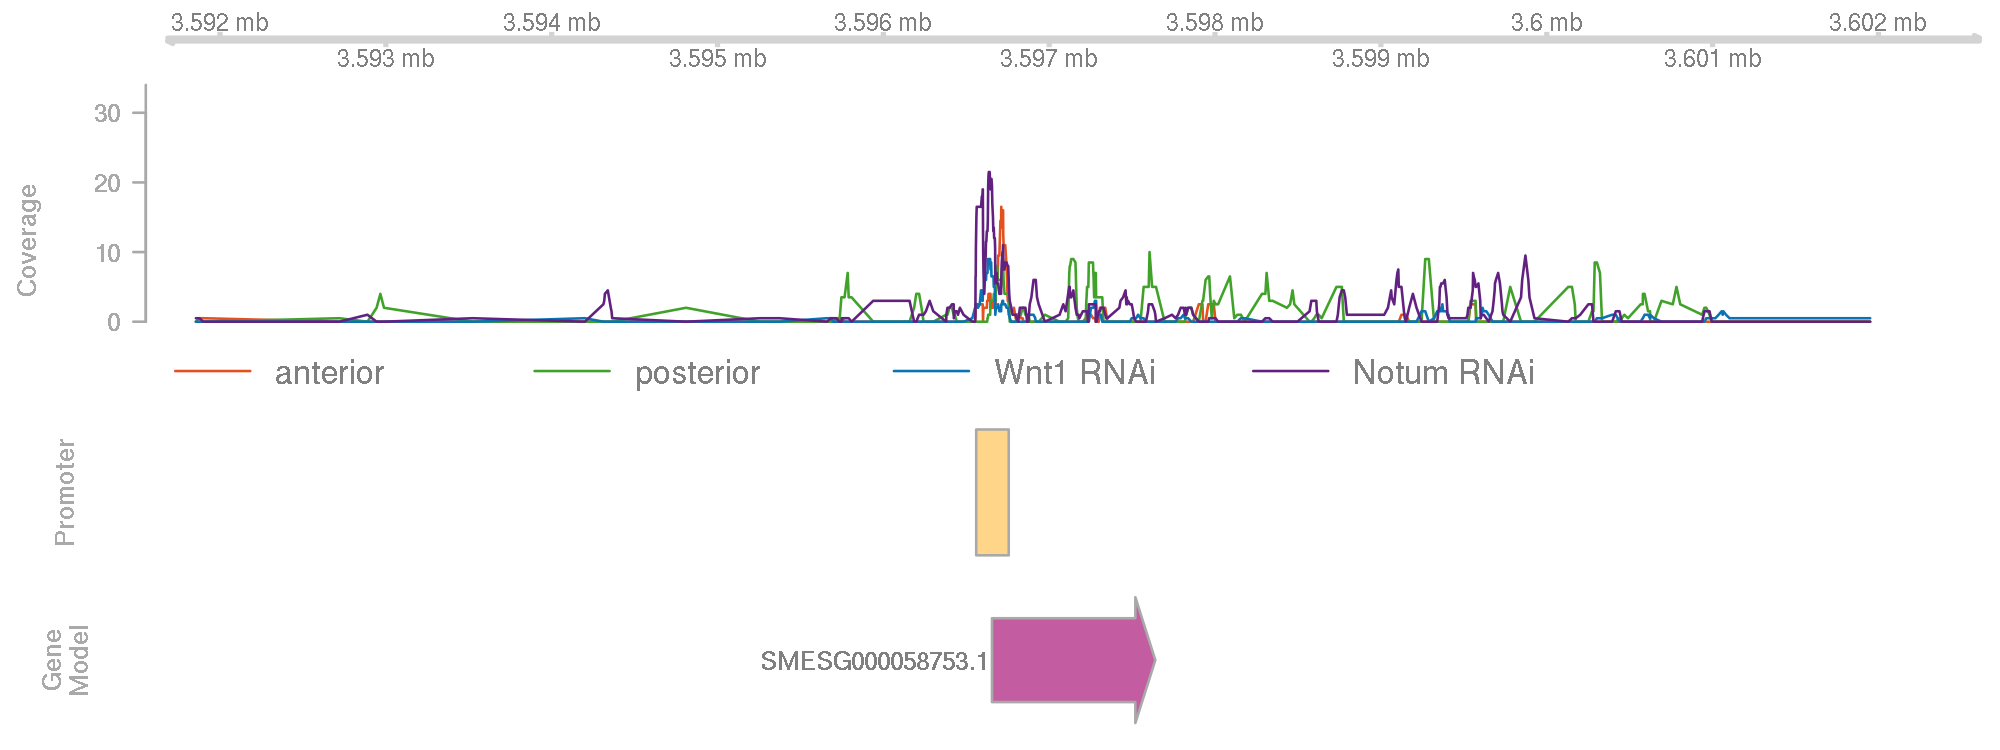 3.592 mb 3.594 mb 3.596 mb 3.598 mb 3.6 mb 3.602 mb
3.593 mb 3.595 mb 3.597 mb 3.599 mb 3.601 mb
Coverage
30
20
10
0
anterior posterior Wnt1 RNAi Notum RNAi
Promoter
Gene
Model
SMESG000058753.1